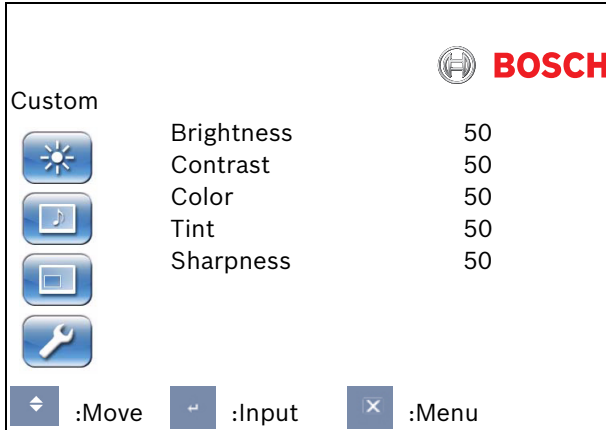 BOSCH
Custom
Brightness 50
Contrast 50
Color 50
Tint 50
Sharpness 50
:Move :Input :Menu